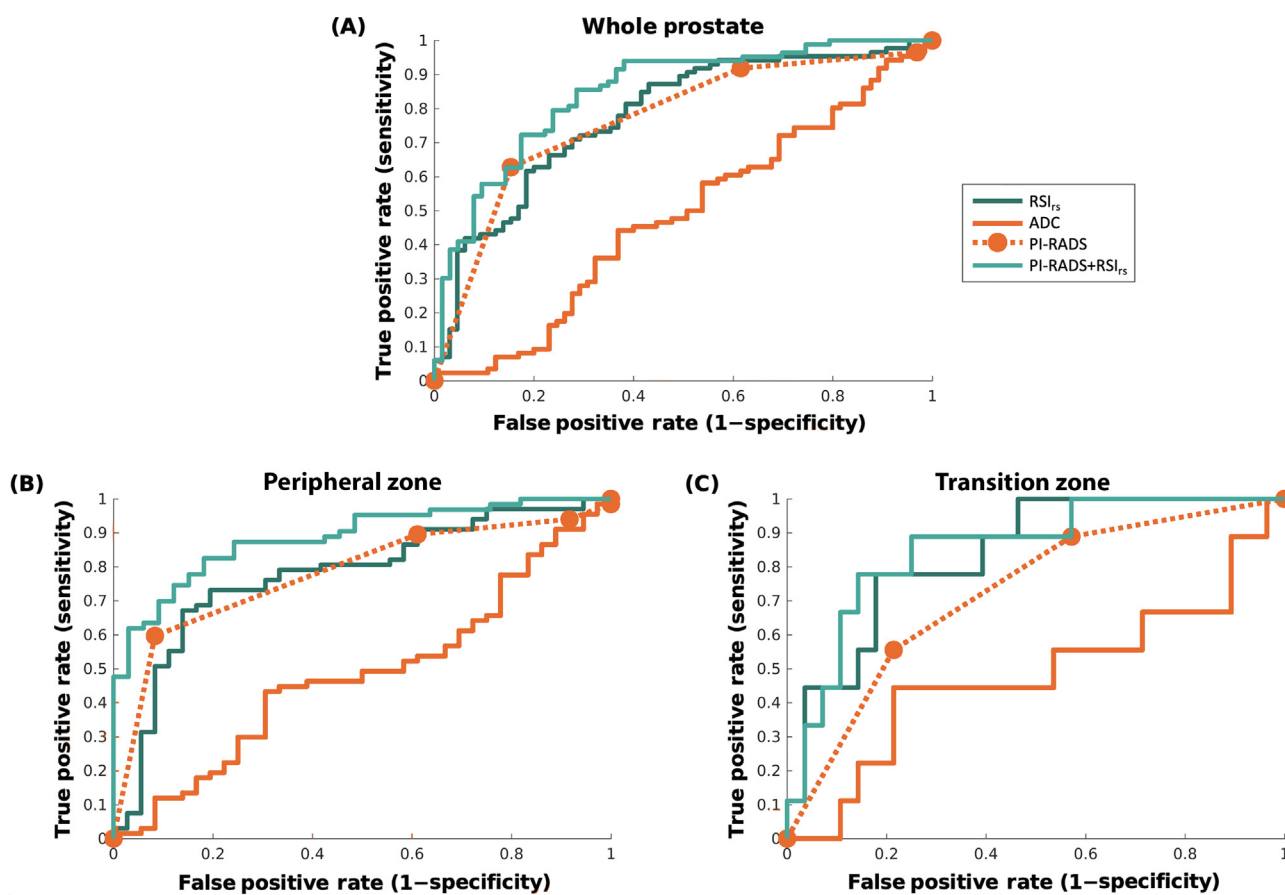 (A)
Whole prostate
True positive rate (sensitivity)
1
0.9
0.8
0.7
0.6
0.5
0.4
0.3
0.2
0.1
0
0 0.2 0.4 0.6 0.8 1
False positive rate (1−specificity)
RSIrs
ADC
PI-RADS
PI-RADS+RSIrs
(B)
Peripheral zone
True positive rate (sensitivity)
1
0.9
0.8
0.7
0.6
0.5
0.4
0.3
0.2
0.1
0
0 0.2 0.4 0.6 0.8 1
False positive rate (1−specificity)
(C)
Transition zone
True positive rate (sensitivity)
1
0.9
0.8
0.7
0.6
0.5
0.4
0.3
0.2
0.1
0
0 0.2 0.4 0.6 0.8 1
False positive rate (1−specificity)